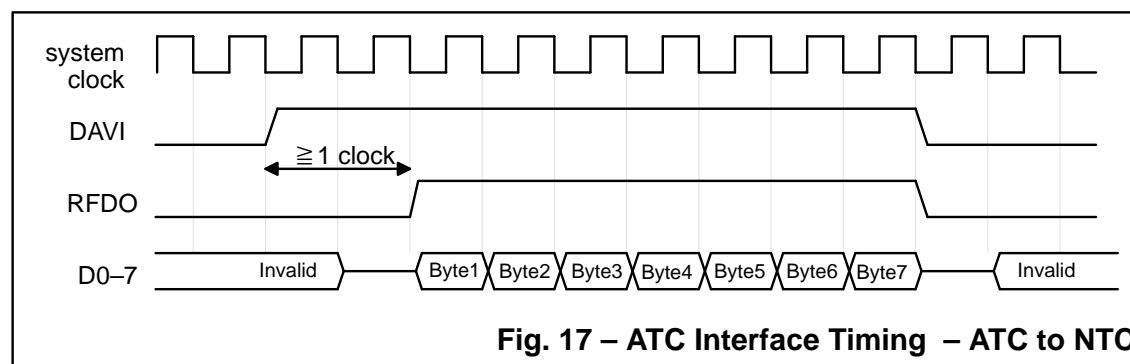 system
clock
DAVI
≧ 1 clock
RFDO
D0–7
Invalid Byte1 Byte2 Byte3 Byte4 Byte5 Byte6 Byte7 Invalid
Fig. 17 – ATC Interface Timing – ATC to NTC